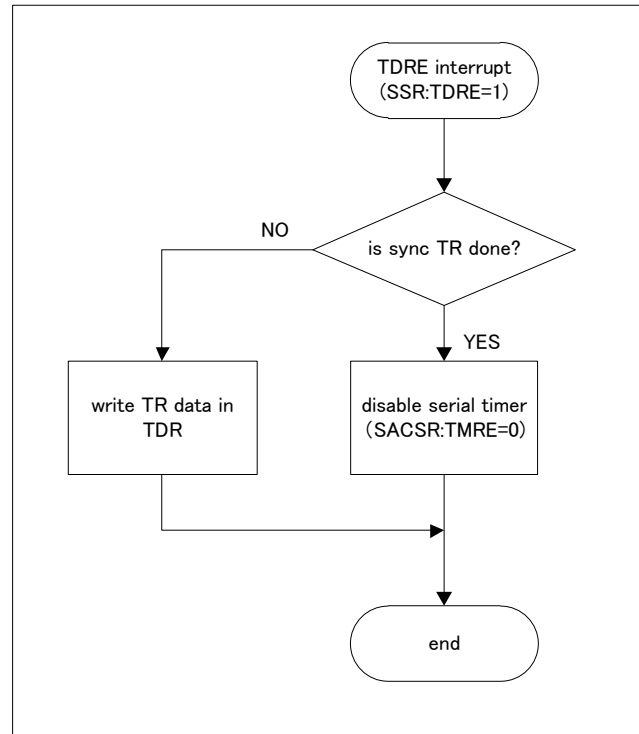 TDRE interrupt
(SSR:TDRE=1)
is sync TR done?
NO
YES
write TR data in
TDR
disable serial timer
(SACSR:TMRE=0)
end